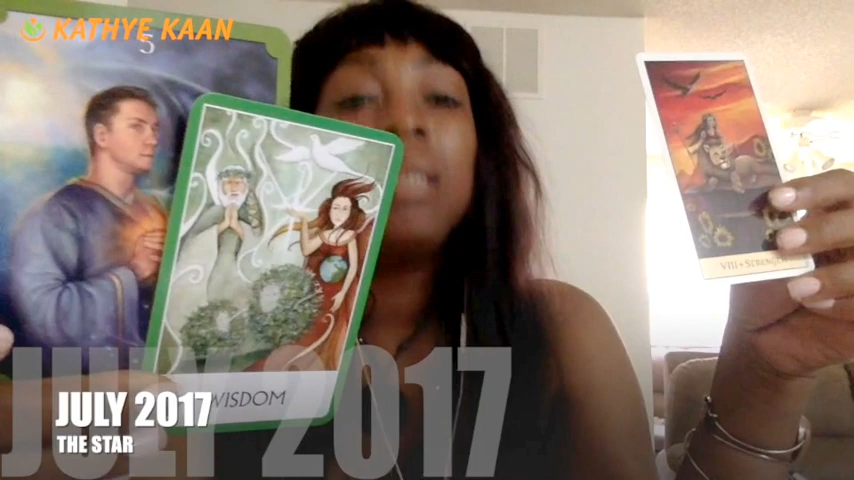 KATHYE KAAN
5
WISDOM
VIII • STRENGTH
JULY 2017
JULY 2017
THE STAR